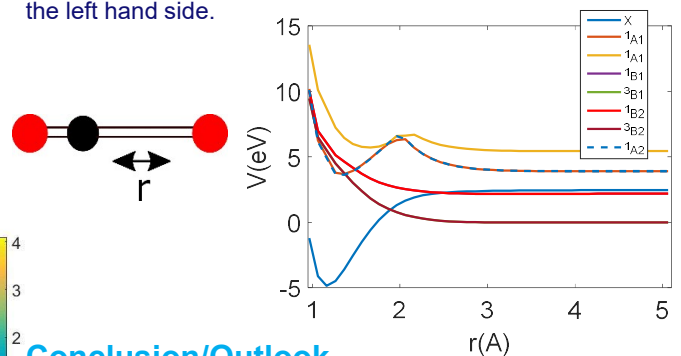 the left hand side.
15
10
5
0
-5
V(eV)
1 2 3 4 5
r(A)
X
1A1
1A1
1B1
3B1
1B2
3B2
1A2
r
4
3
2